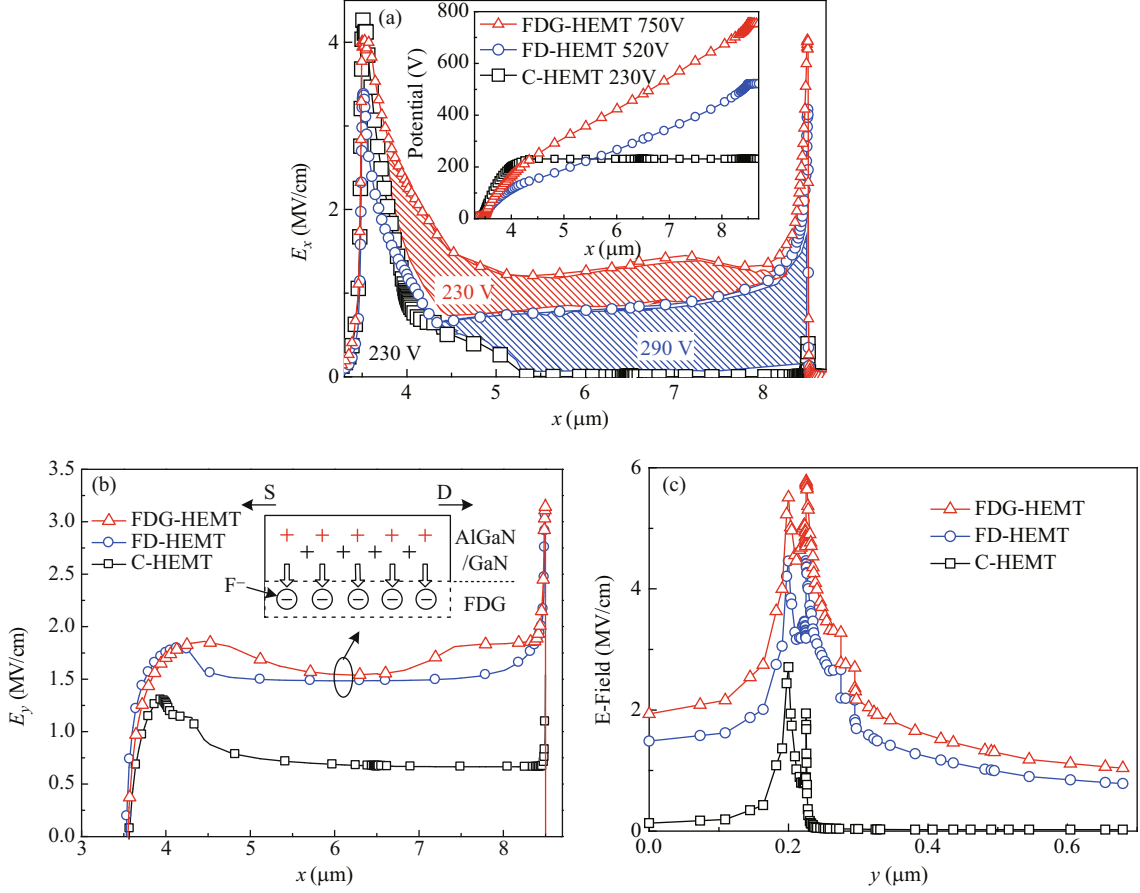 (a)
FDG-HEMT 750V
FD-HEMT 520V
C-HEMT 230V
Potential (V)
800
600
400
200
0
4 5 6 7 8
x (μm)
E_x (MV/cm)
4
2
0
230 V
230 V
290 V
4 5 6 7 8
x (μm)
(b)
S
D
FDG-HEMT
FD-HEMT
C-HEMT
+ + + + +
+ + + +
AlGaN
/GaN
F⁻
− − − − −
FDG
E_y (MV/cm)
3.5
3.0
2.5
2.0
1.5
1.0
0.5
0.0
3 4 5 6 7 8
x (μm)
(c)
FDG-HEMT
FD-HEMT
C-HEMT
E-Field (MV/cm)
6
4
2
0
0.0 0.2 0.4 0.6
y (μm)